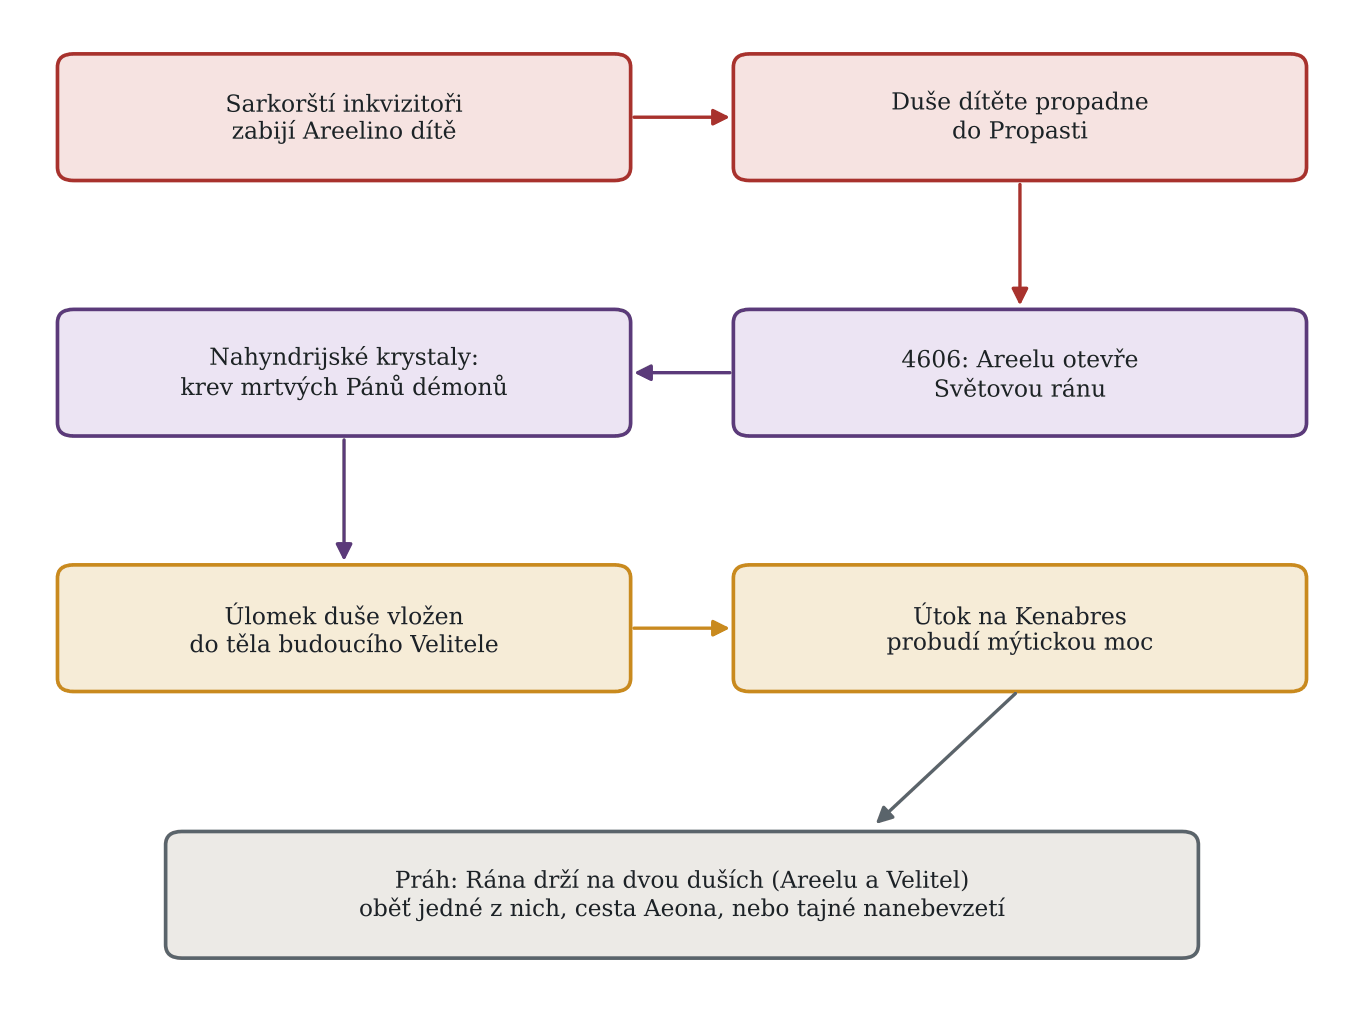 Sarkorští inkvizitoři
zabijí Areelino dítě
Duše dítěte propadne
do Propasti
Nahyndrijské krystaly:
krev mrtvých Pánů démonů
4606: Areelu otevře
Světovou ránu
Úlomek duše vložen
do těla budoucího Velitele
Útok na Kenabres
probudí mýtickou moc
Práh: Rána drží na dvou duších (Areelu a Velitel)
oběť jedné z nich, cesta Aeona, nebo tajné nanebevzetí